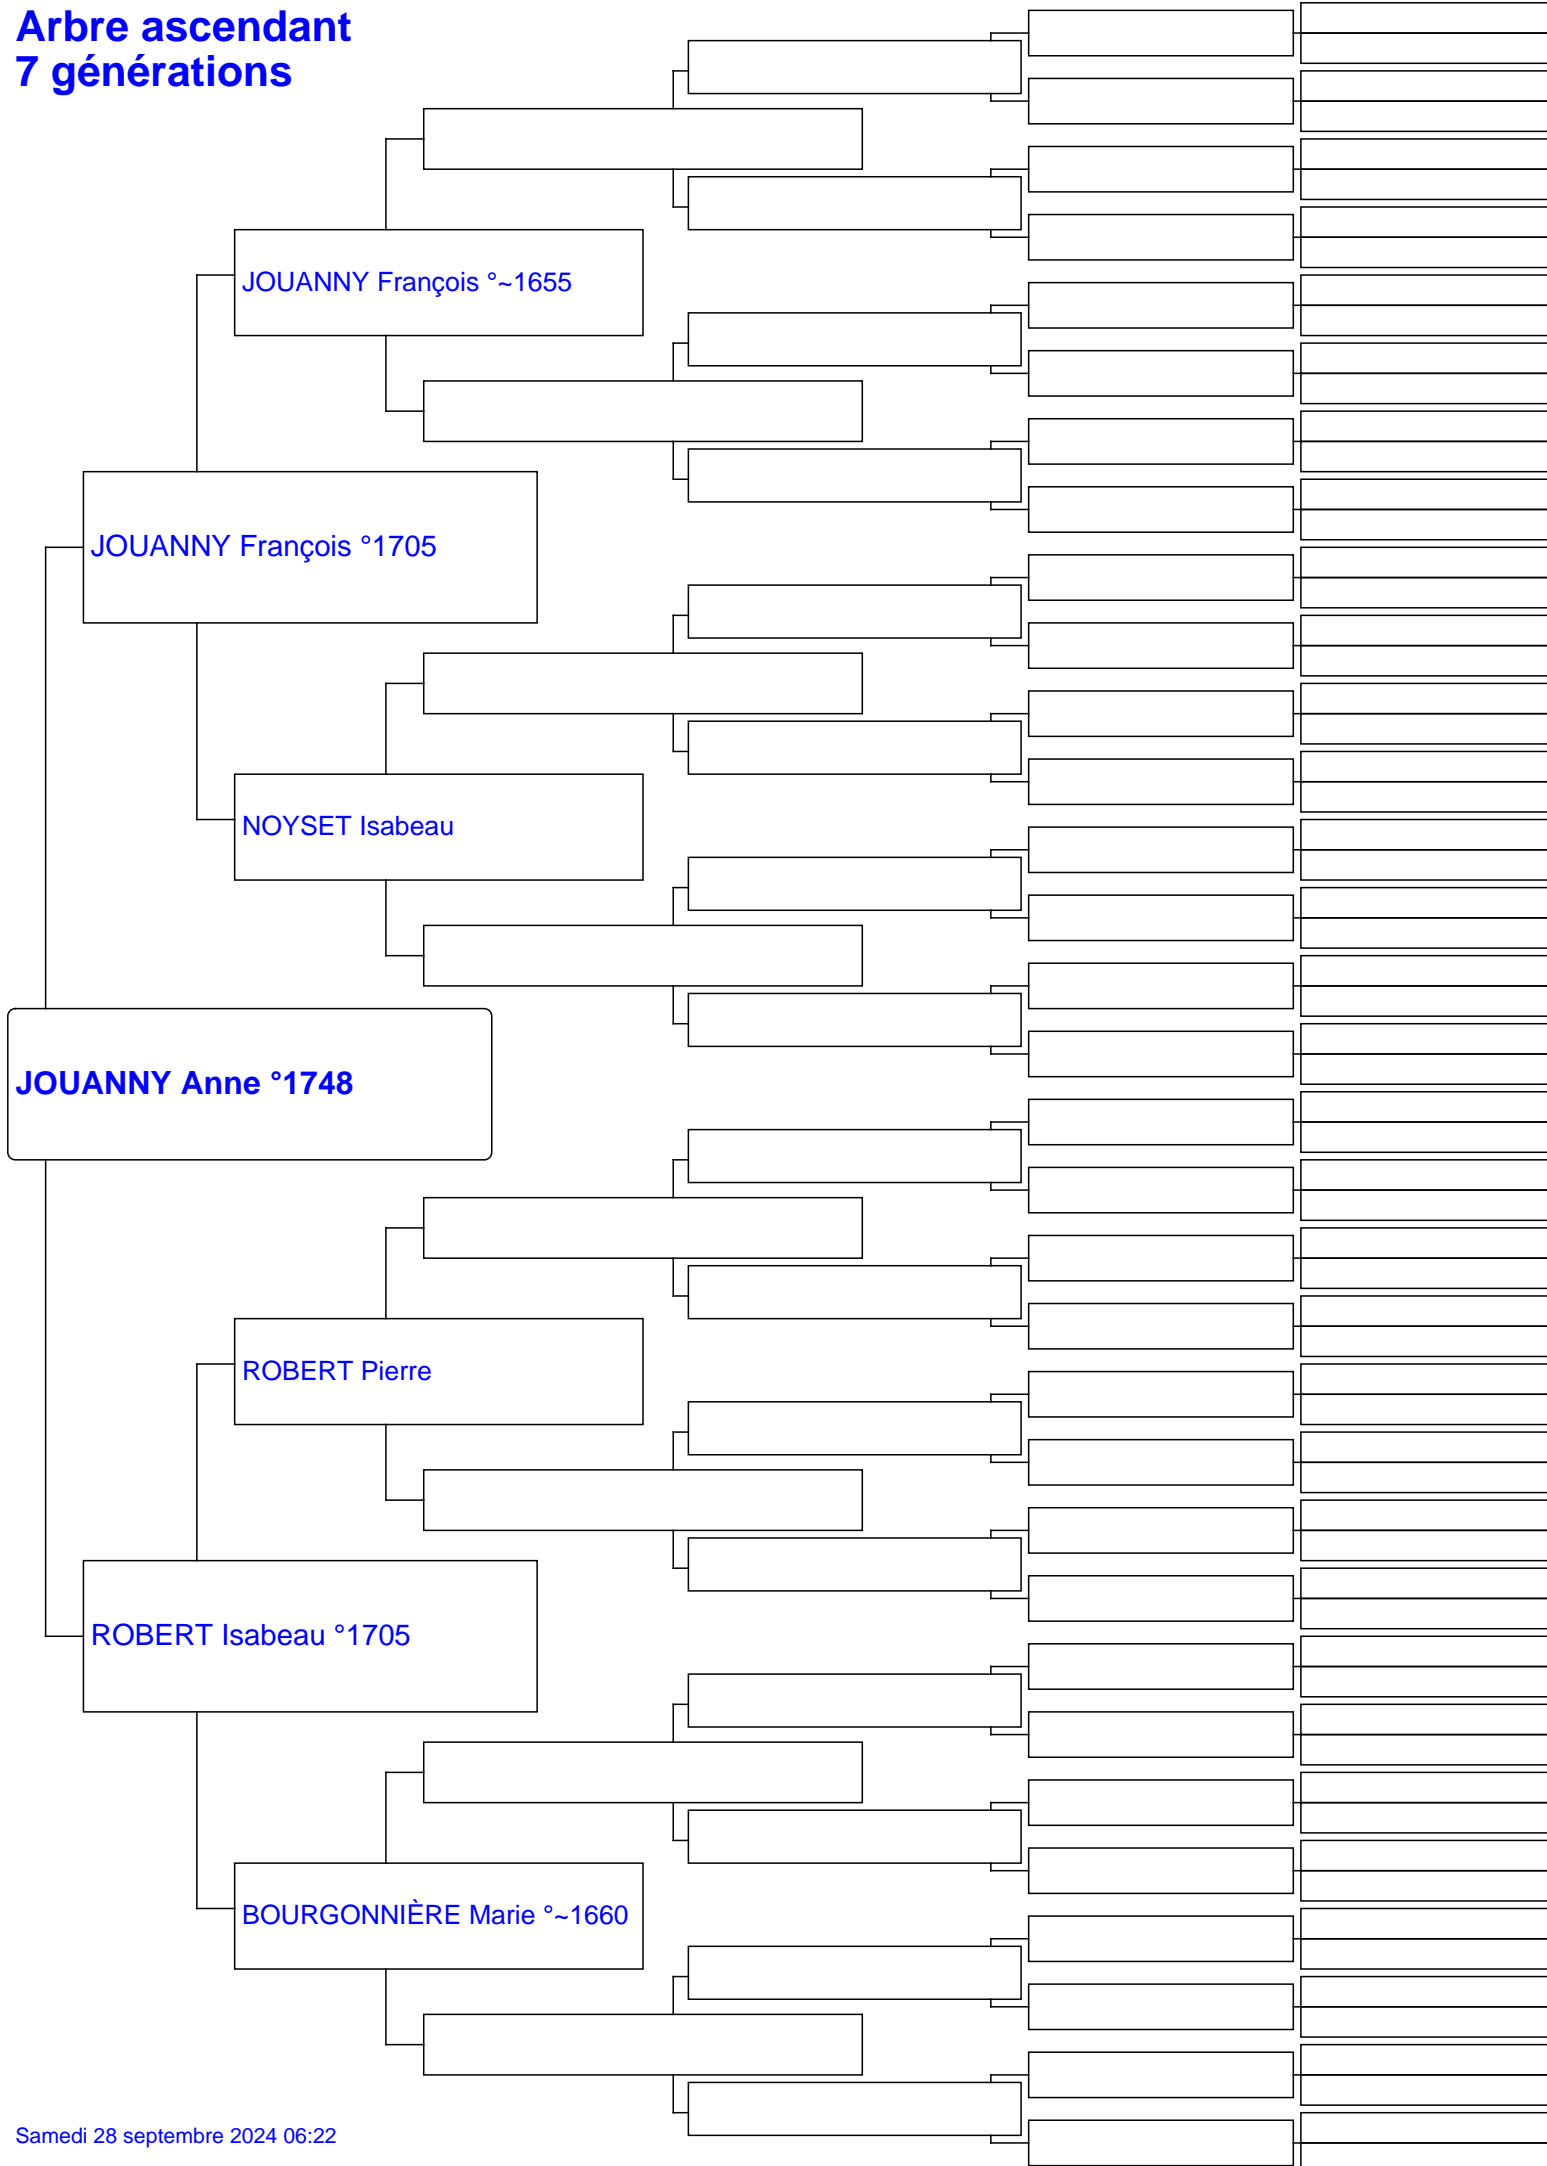 Arbre ascendant
7 générations
JOUANNY François °~1655
JOUANNY François °1705
NOYSET Isabeau
JOUANNY Anne °1748
ROBERT Pierre
ROBERT Isabeau °1705
BOURGONNIÈRE Marie °~1660
Samedi 28 septembre 2024 06:22